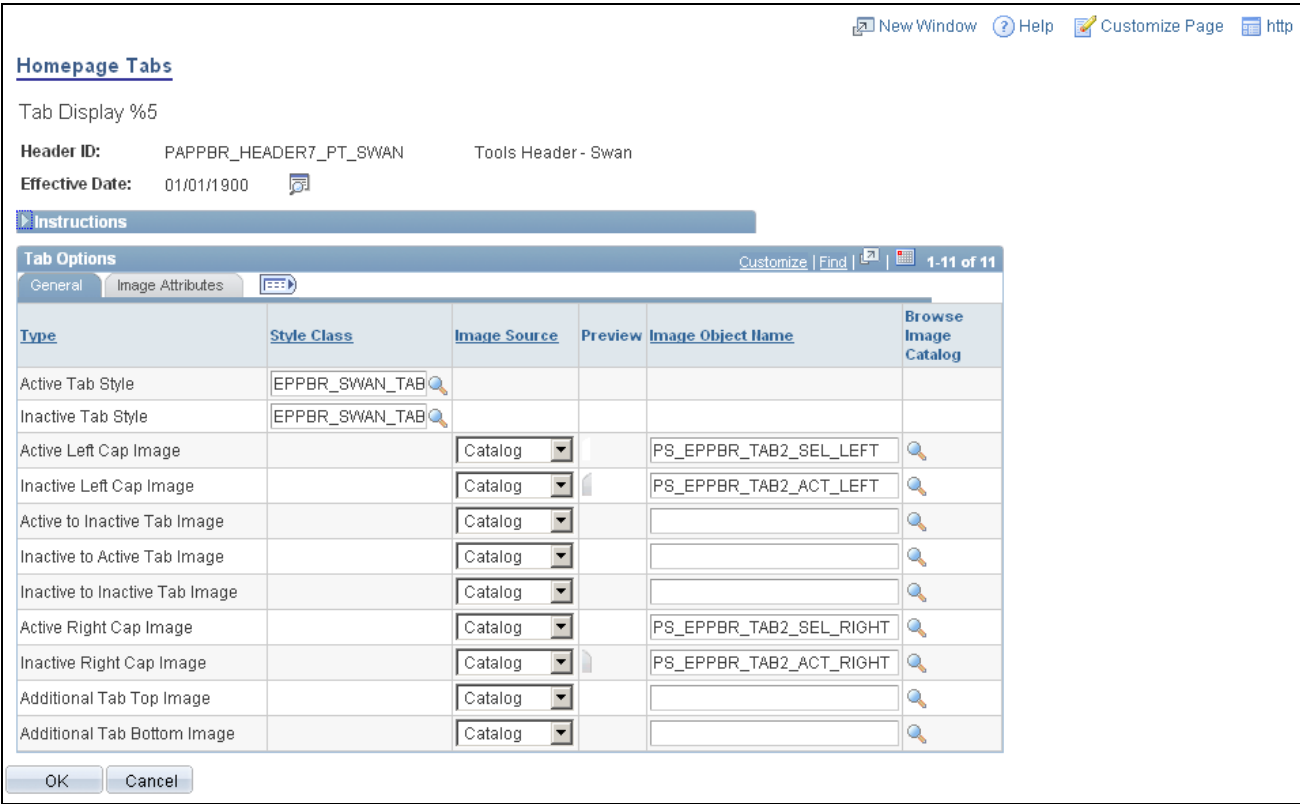 New Window Help Customize Page http
Homepage Tabs
Tab Display %5
Header ID: PAPPBR_HEADER7_PT_SWAN Tools Header - Swan
Effective Date: 01/01/1900
Instructions
Tab Options Customize | Find | | 1-11 of 11
General Image Attributes
Type Style Class Image Source Preview Image Object Name Browse Image Catalog
Active Tab Style EPPBR_SWAN_TAB
Inactive Tab Style EPPBR_SWAN_TAB
Active Left Cap Image Catalog PS_EPPBR_TAB2_SEL_LEFT
Inactive Left Cap Image Catalog PS_EPPBR_TAB2_ACT_LEFT
Active to Inactive Tab Image Catalog
Inactive to Active Tab Image Catalog
Inactive to Inactive Tab Image Catalog
Active Right Cap Image Catalog PS_EPPBR_TAB2_SEL_RIGHT
Inactive Right Cap Image Catalog PS_EPPBR_TAB2_ACT_RIGHT
Additional Tab Top Image Catalog
Additional Tab Bottom Image Catalog
OK Cancel